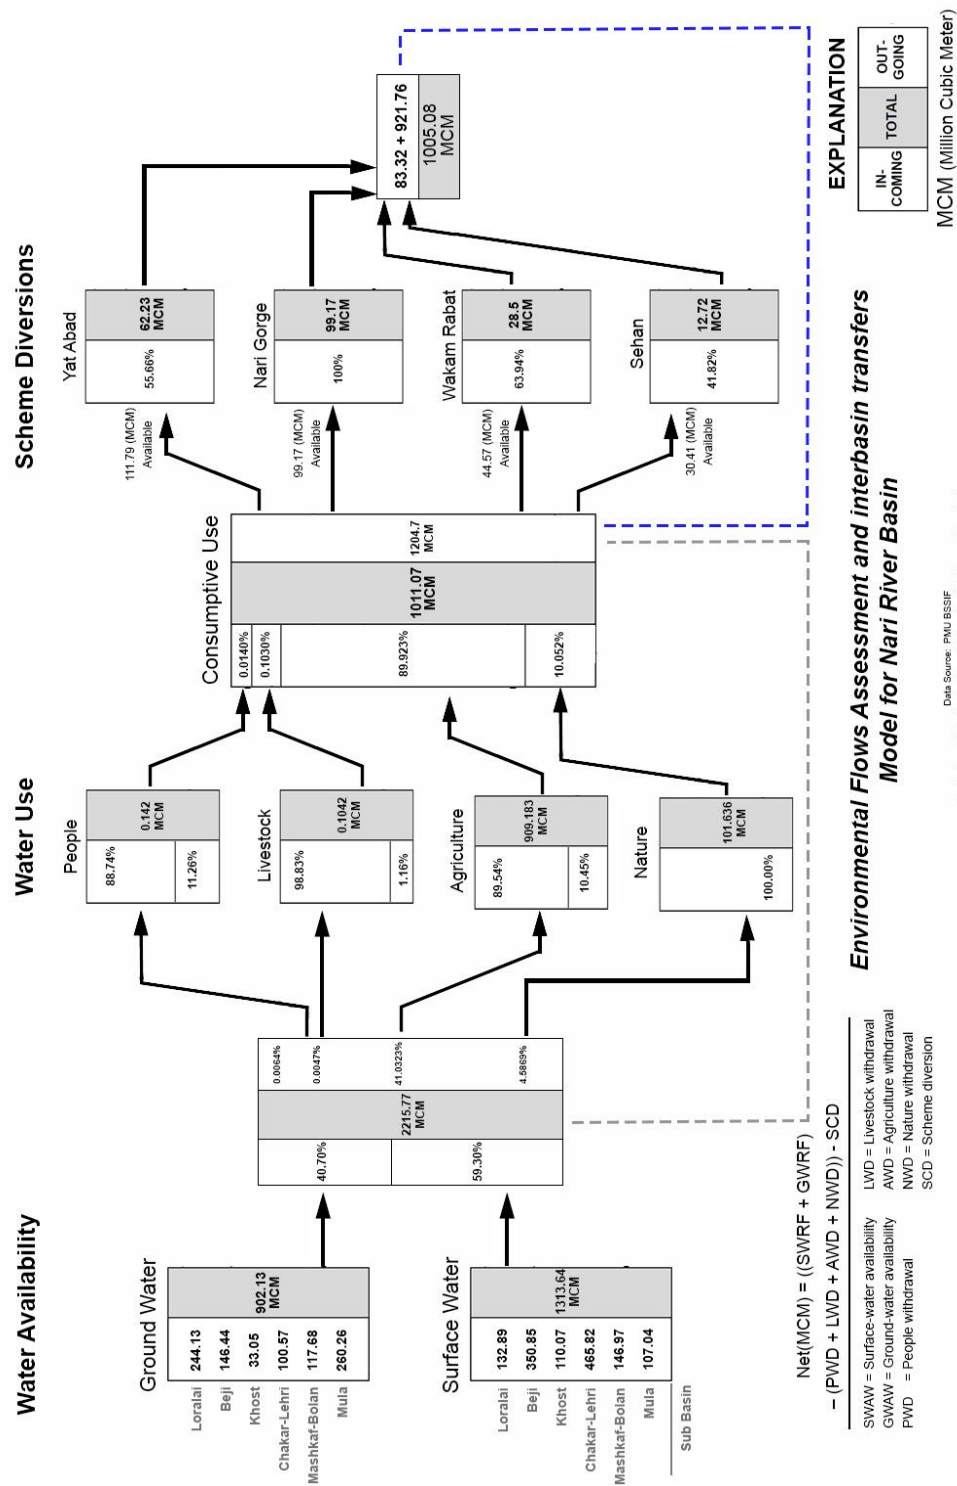 Water Availability
Water Use
Scheme Diversions
Ground Water
Loralai
244.13
Beji
146.44
Khost
33.05
Chakar-Lehri
100.57
Mashkaf-Bolan
117.68
Mula
260.26
902.13
MCM
Surface Water
Loralai
132.89
Beji
350.85
Khost
110.07
Chakar-Lehri
465.82
Mashkaf-Bolan
146.97
Mula
107.04
Sub Basin
1313.64
MCM
40.70%
59.30%
2215.77
MCM
0.0064%
0.0047%
41.0323%
4.5869%
People
88.74%
11.26%
0.142
MCM
Livestock
98.83%
1.16%
0.1042
MCM
Agriculture
89.54%
10.45%
909.183
MCM
Nature
100.00%
101.636
MCM
Consumptive Use
0.0140%
0.1030%
89.923%
10.052%
1011.07
MCM
1204.7
MCM
111.79 (MCM)
Available
Yat Abad
55.66%
62.23
MCM
99.17 (MCM)
Available
Nari Gorge
100%
99.17
MCM
44.57 (MCM)
Available
Wakam Rabat
63.94%
28.5
MCM
30.41 (MCM)
Available
Sehan
41.82%
12.72
MCM
83.32 + 921.76
1005.08
MCM
Net(MCM) = ((SWRF + GWRF)
– (PWD + LWD + AWD + NWD)) - SCD
SWAW = Surface-water availability
GWAW = Ground-water availability
PWD = People withdrawal
LWD = Livestock withdrawal
AWD = Agriculture withdrawal
NWD = Nature withdrawal
SCD = Scheme diversion
Environmental Flows Assessment and interbasin transfers
Model for Nari River Basin
Data Source: PMU BSSIF
EXPLANATION
IN-
COMING
TOTAL
OUT-
GOING
MCM (Million Cubic Meter)